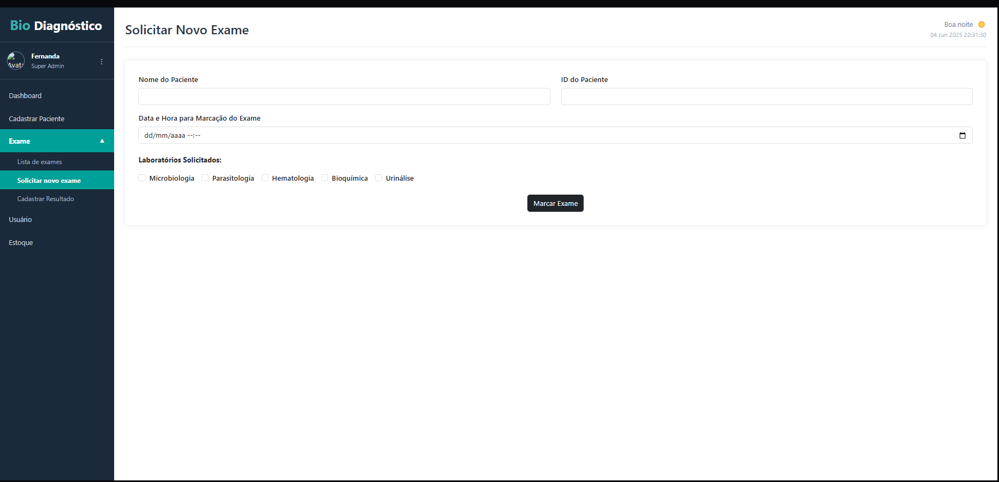 Bio Diagnóstico
Avata
Fernanda
Super Admin
Dashboard
Cadastrar Paciente
Exame
Lista de exames
Solicitar novo exame
Cadastrar Resultado
Usuário
Estoque
Solicitar Novo Exame
Boa noite
04 Jun 2025 22:31:30
Nome do Paciente
ID do Paciente
Data e Hora para Marcação do Exame
dd/mm/aaaa --:--
Laboratórios Solicitados:
Microbiologia Parasitologia Hematologia Bioquímica Urinálise
Marcar Exame